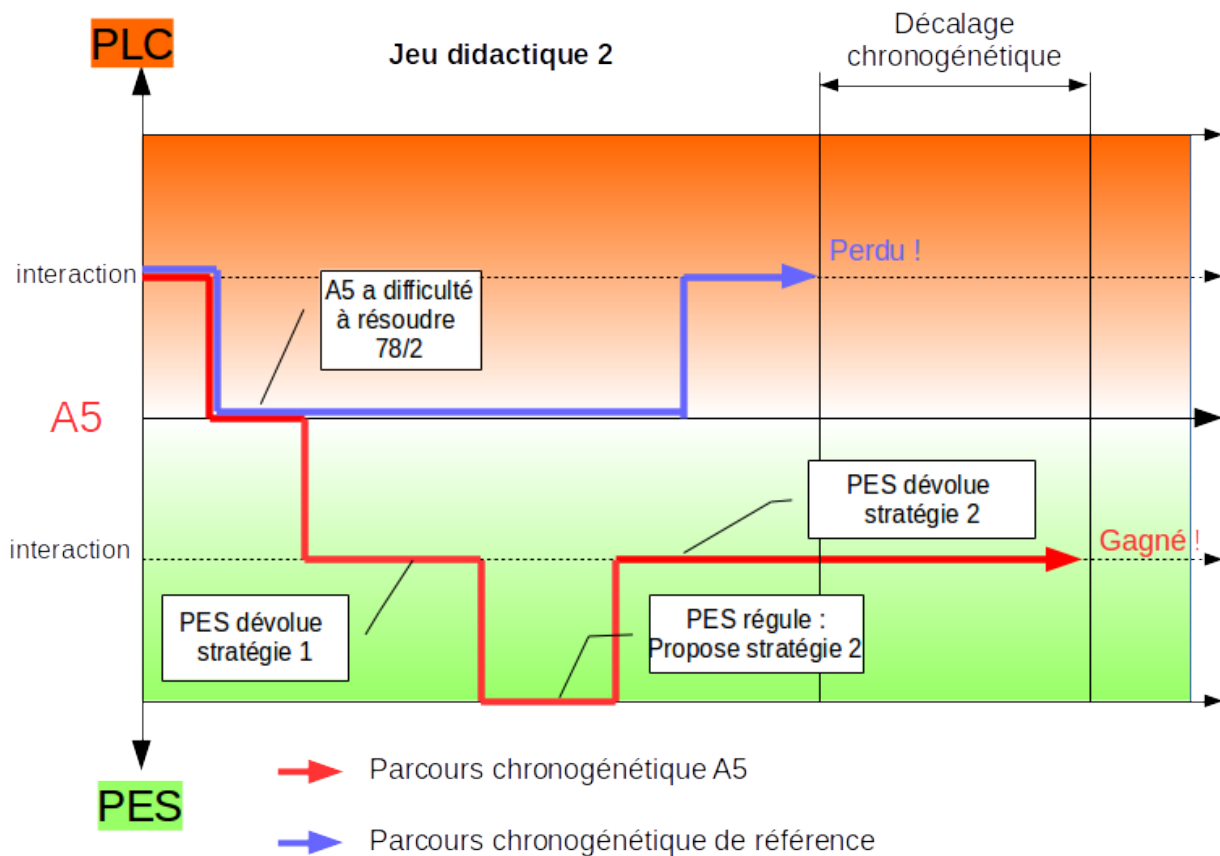 PLC
Jeu didactique 2
Décalage
chronogénétique
interaction
Perdu !
A5 a difficulté
à résoudre
78/2
A5
PES dévolue
stratégie 2
interaction
Gagné !
PES dévolue
stratégie 1
PES régule :
Propose stratégie 2
Parcours chronogénétique A5
PES
Parcours chronogénétique de référence